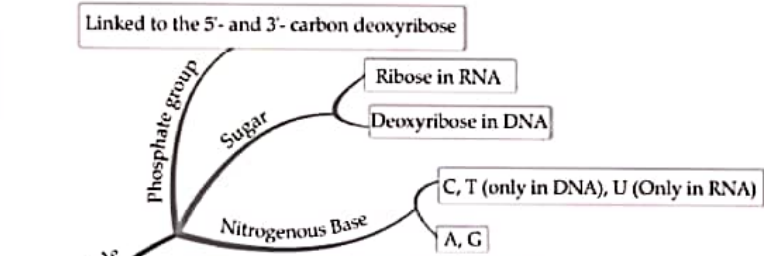 Linked to the 5'- and 3'- carbon deoxyribose
Phosphate group
Sugar
Ribose in RNA
Deoxyribose in DNA
Nitrogenous Base
C, T (only in DNA), U (Only in RNA)
A, G